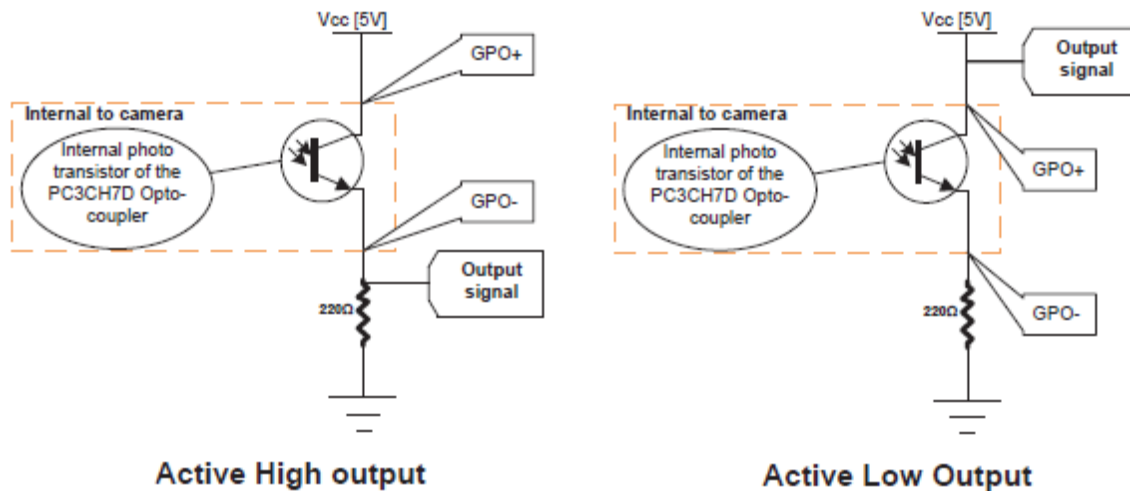 Vcc [5V]
GPO+
Internal to camera
Internal photo
transistor of the
PC3CH7D Opto-
coupler
GPO-
Output
signal
220Ω
Active High output
Vcc [5V]
Output
signal
Internal to camera
Internal photo
transistor of the
PC3CH7D Opto-
coupler
GPO+
GPO-
220Ω
Active Low Output